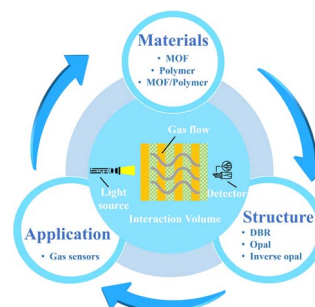 Materials
• MOF
• Polymer
• MOF/Polymer
Gas flow
Light
source
Detector
Interaction Volume
Structure
• DBR
• Opal
• Inverse opal
Application
• Gas sensors